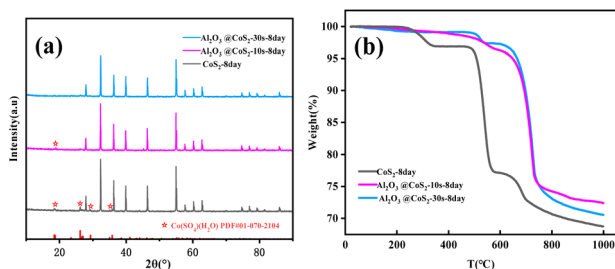 (a)
Al₂O₃ @CoS₂-30s-8day
Al₂O₃ @CoS₂-10s-8day
CoS₂-8day
Intensity(a.u)
☆ Co(SO₄)(H₂O) PDF#01-070-2104
20 40 60 80
2θ(°)
(b)
100
95
90
85
80
75
70
Weight(%)
CoS₂-8day
Al₂O₃ @CoS₂-10s-8day
Al₂O₃ @CoS₂-30s-8day
0 200 400 600 800 1000
T(°C)